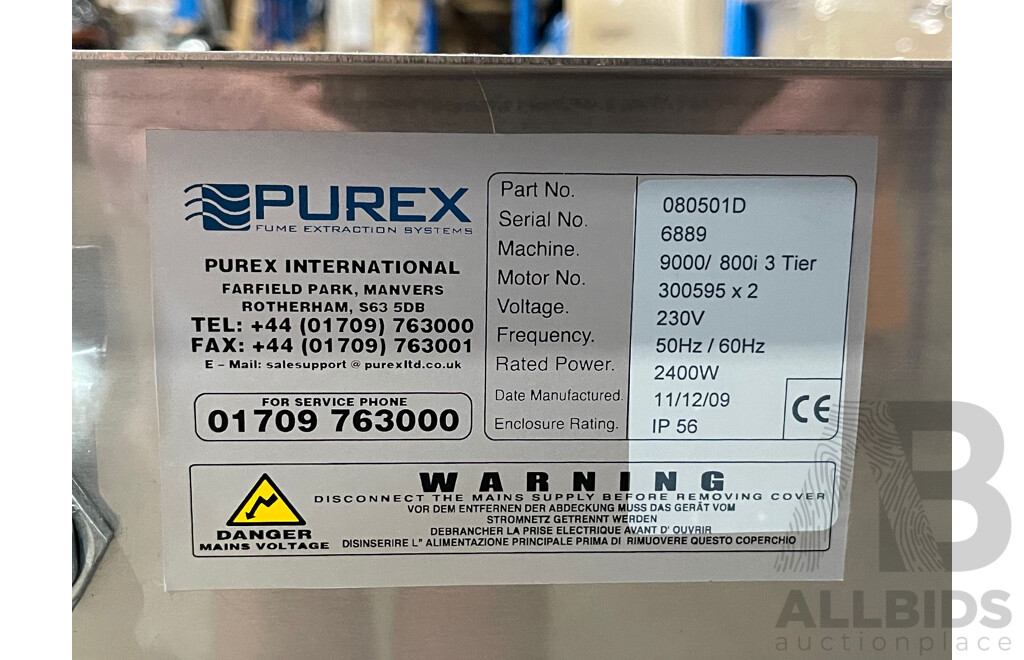 PUREX
FUME EXTRACTION SYSTEMS
PUREX INTERNATIONAL
FARFIELD PARK, MANVERS
ROTHERHAM, S63 5DB
TEL: +44 (01709) 763000
FAX: +44 (01709) 763001
E - Mail: salesupport @ purexltd.co.uk
FOR SERVICE PHONE
01709 763000
Part No. 080501D
Serial No. 6889
Machine. 9000/ 800i 3 Tier
Motor No. 300595 x 2
Voltage. 230V
Frequency. 50Hz / 60Hz
Rated Power. 2400W
Date Manufactured. 11/12/09
Enclosure Rating. IP 56
CE
WARNING
DISCONNECT THE MAINS SUPPLY BEFORE REMOVING COVER
VOR DEM ENTFERNEN DER ABDECKUNG MUSS DAS GERÄT VOM
STROMNETZ GETRENNT WERDEN
DEBRANCHER LA PRISE ELECTRIQUE AVANT D' OUVRIR
DISINSERIRE L" ALIMENTAZIONE PRINCIPALE PRIMA DI RIMUOVERE QUESTO COPERCHIO
DANGER
MAINS VOLTAGE
AB
ALLBIDS
auctionplace